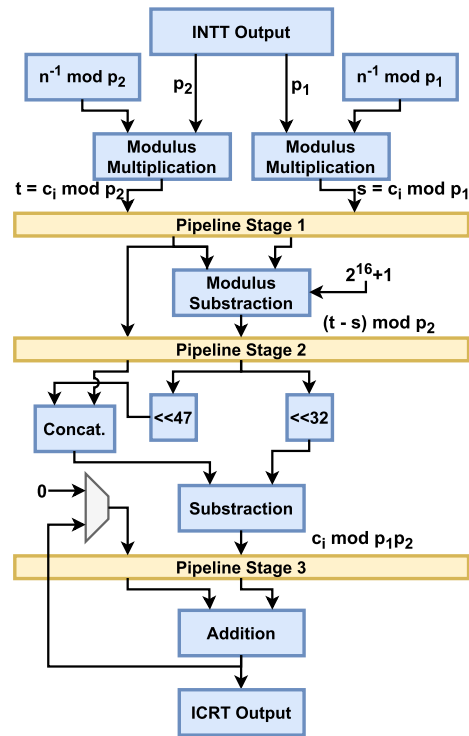 INTT Output
n⁻¹ mod p₂
p₂
p₁
n⁻¹ mod p₁
Modulus
Multiplication
Modulus
Multiplication
t = cᵢ mod p₂
s = cᵢ mod p₁
Pipeline Stage 1
Modulus
Substraction
2¹⁶+1
(t - s) mod p₂
Pipeline Stage 2
<<47
<<32
Concat.
0
Substraction
cᵢ mod p₁p₂
Pipeline Stage 3
Addition
ICRT Output